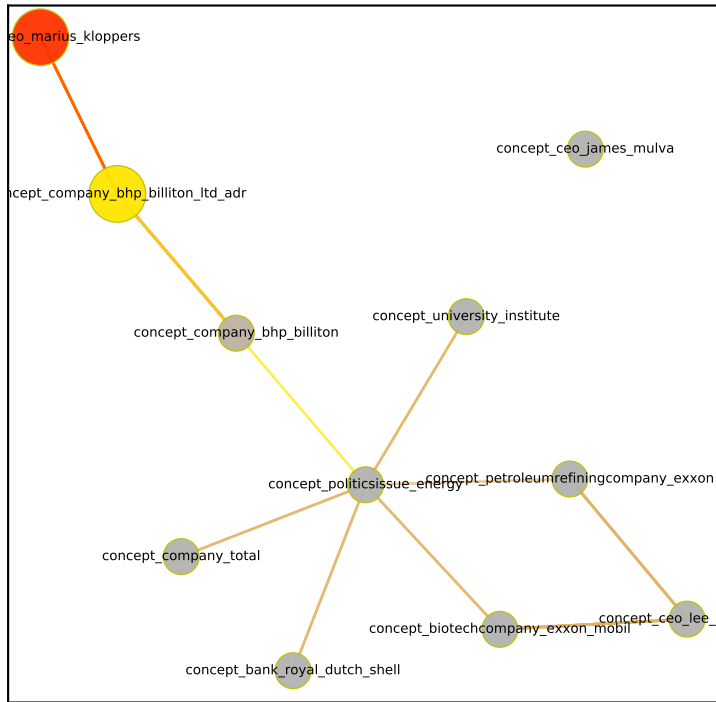 eo_marius_kloppers
concept_ceo_james_mulva
ncept_company_bhp_billiton_ltd_adr
concept_university_institute
concept_company_bhp_billiton
concept_petroleumrefiningcompany_exxon
concept_politicsissue_energy
concept_company_total
concept_ceo_lee_
concept_biotechcompany_exxon_mobil
concept_bank_royal_dutch_shell